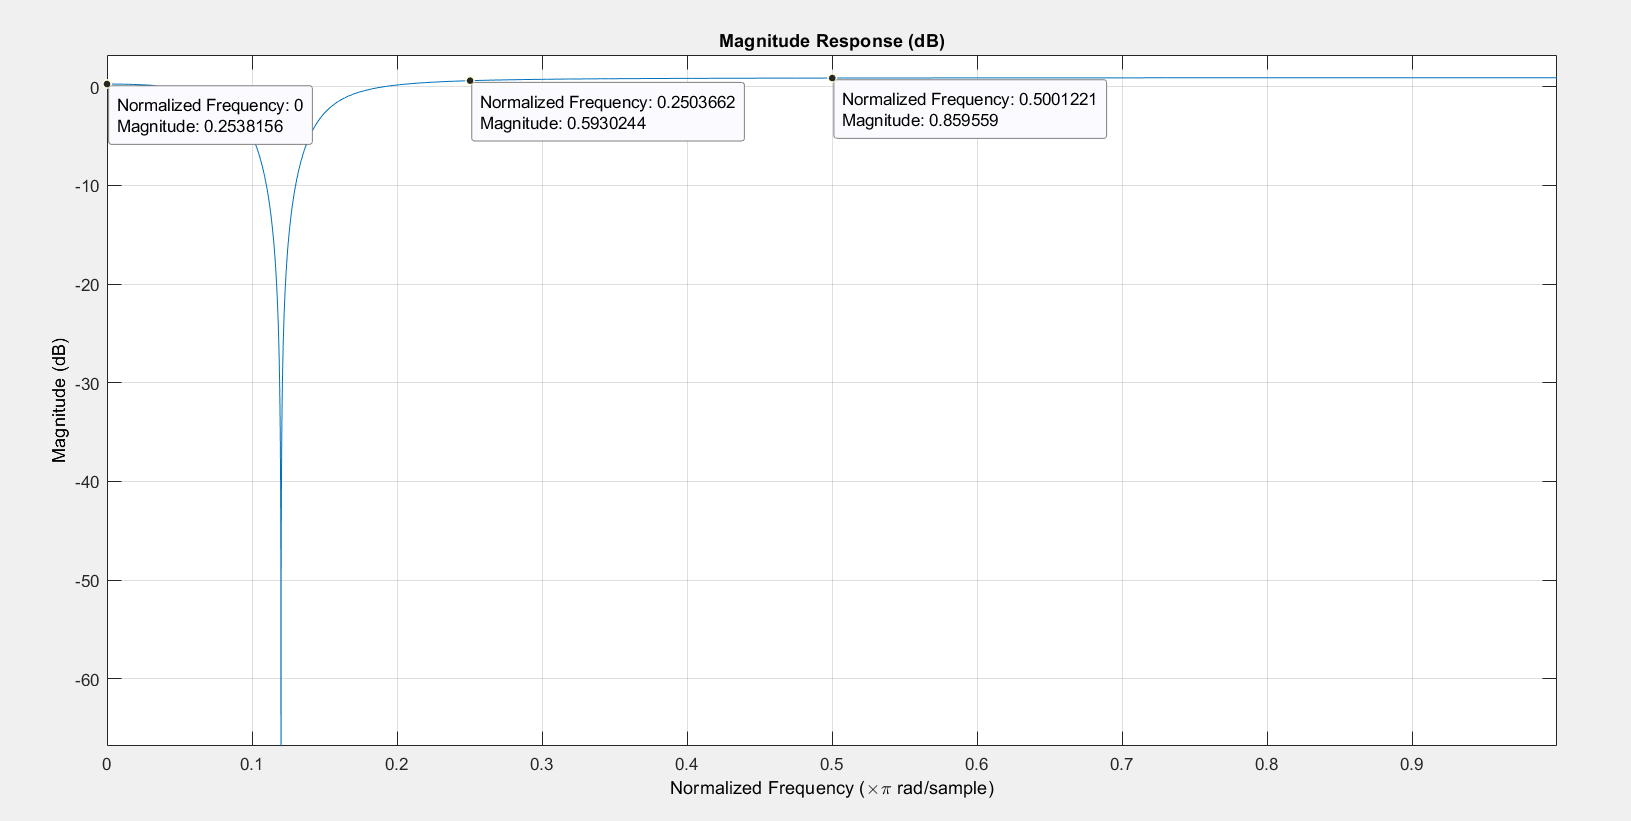 Magnitude Response (dB)
Normalized Frequency: 0
Magnitude: 0.2538156
Normalized Frequency: 0.2503662
Magnitude: 0.5930244
Normalized Frequency: 0.5001221
Magnitude: 0.859559
0
-10
-20
-30
-40
-50
-60
Magnitude (dB)
0 0.1 0.2 0.3 0.4 0.5 0.6 0.7 0.8 0.9
Normalized Frequency (×π rad/sample)